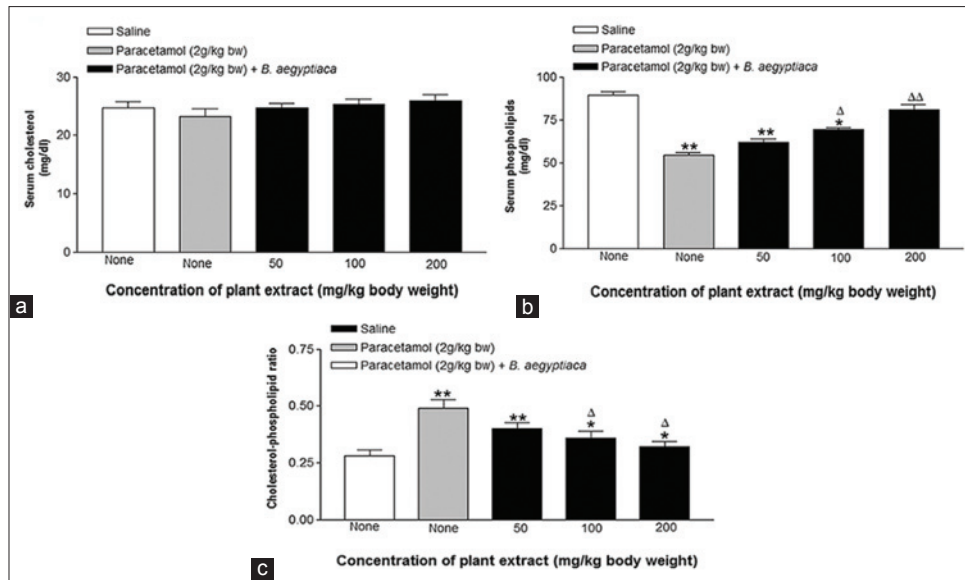 Saline
Paracetamol (2g/kg bw)
Paracetamol (2g/kg bw) + B. aegyptiaca
30
20
10
0
Serum cholesterol
(mg/dl)
None
None
50
100
200
Concentration of plant extract (mg/kg body weight)
a
Saline
Paracetamol (2g/kg bw)
Paracetamol (2g/kg bw) + B. aegyptiaca
100
75
50
25
0
Serum phospholipids
(mg/dl)
**
**
Δ
*
ΔΔ
None
None
50
100
200
Concentration of plant extract (mg/kg body weight)
b
Saline
Paracetamol (2g/kg bw)
Paracetamol (2g/kg bw) + B. aegyptiaca
0.75
0.50
0.25
0.00
Cholesterol-phospholipid ratio
**
**
Δ
*
Δ
*
None
None
50
100
200
Concentration of plant extract (mg/kg body weight)
c